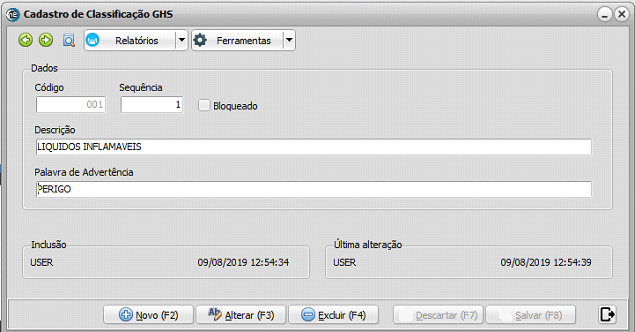 Cadastro de Classificação GHS
Relatórios Ferramentas
Dados
Código Sequência
001 1 Bloqueado
Descrição
LIQUIDOS INFLAMAVEIS
Palavra de Advertência
PERIGO
Inclusão Última alteração
USER 09/08/2019 12:54:34 USER 09/08/2019 12:54:39
Novo (F2) Alterar (F3) Excluir (F4) Descartar (F7) Salvar (F8)